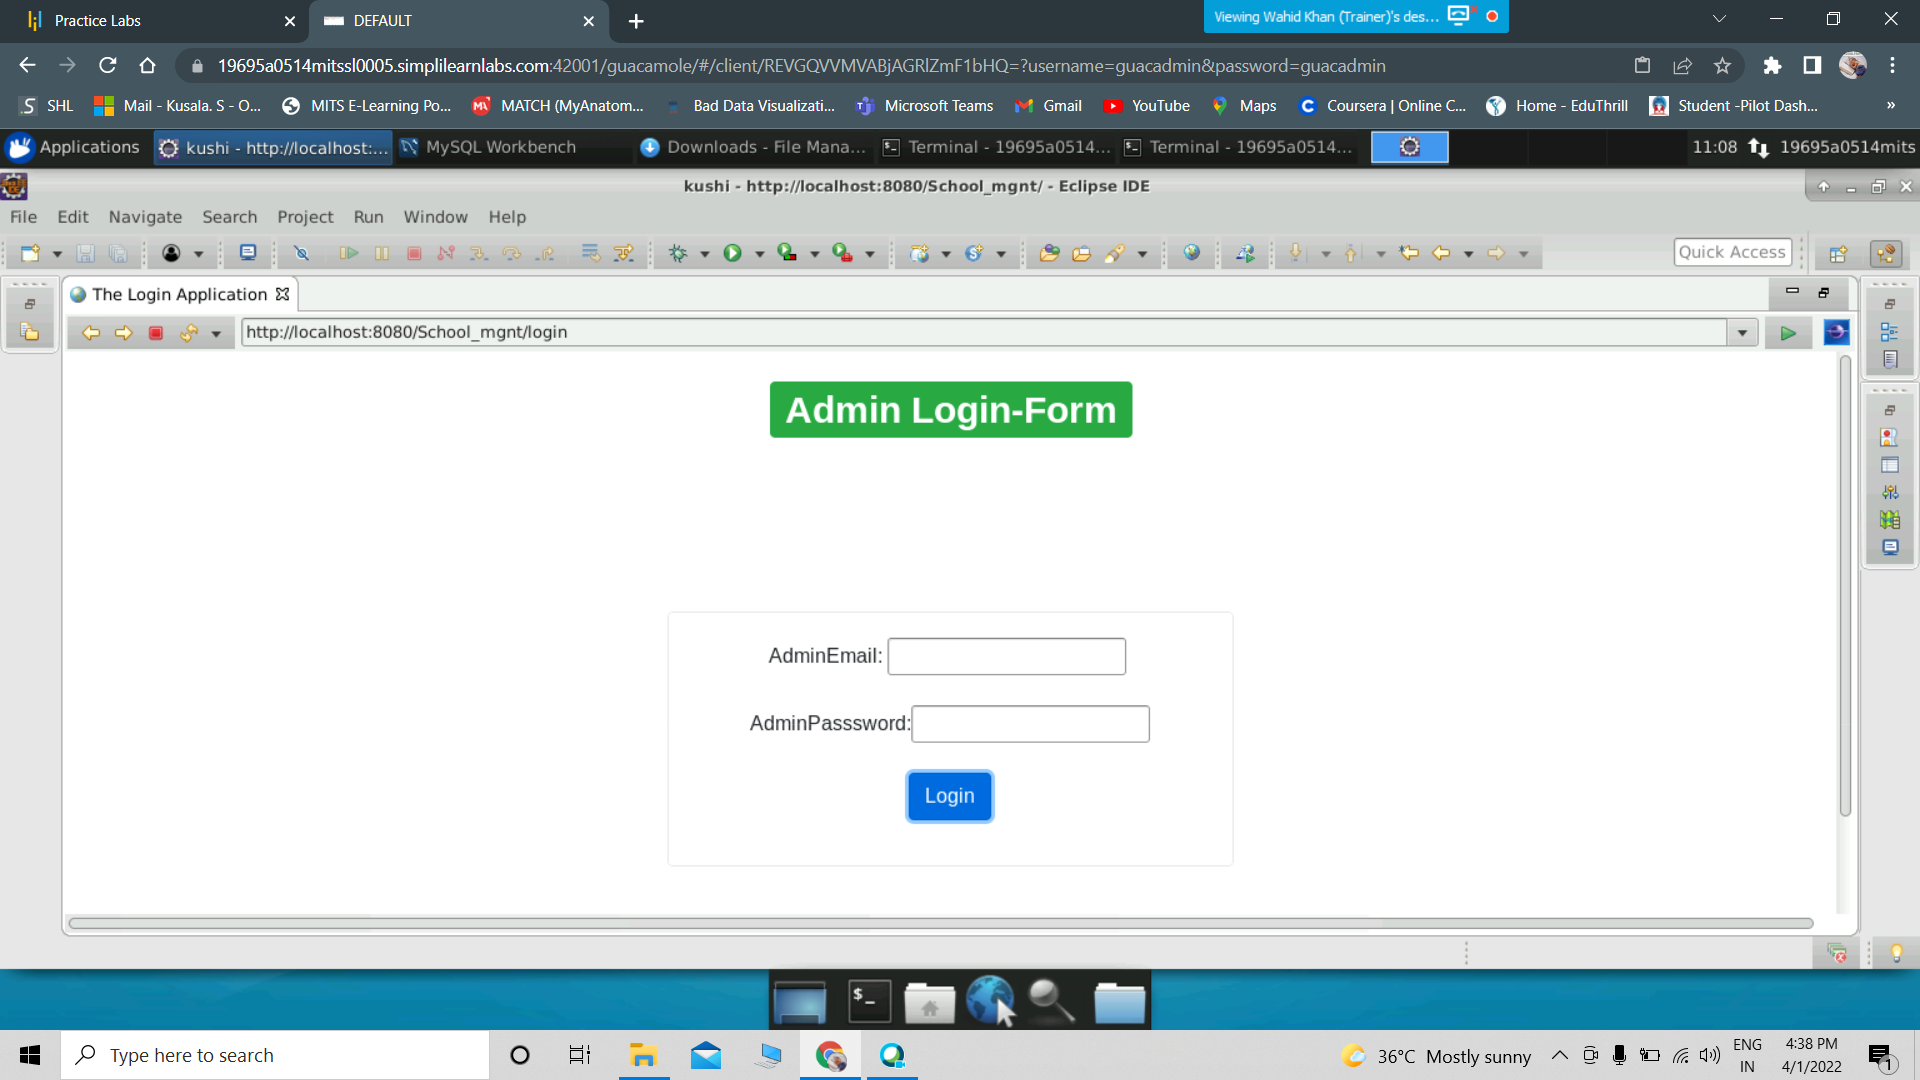 Practice Labs
DEFAULT
Viewing Wahid Khan (Trainer)'s des...
19695a0514mitssl0005.simplilearnlabs.com:42001/guacamole/#/client/REVGQVVMVABjAGRlZmF1bHQ=?username=guacadmin&password=guacadmin
SHL
Mail - Kusala. S - O...
MITS E-Learning Po...
MATCH (MyAnatom...
Bad Data Visualizati...
Microsoft Teams
Gmail
YouTube
Maps
Coursera | Online C...
Home - EduThrill
Student -Pilot Dash...
»
Applications
kushi - http://localhost:...
MySQL Workbench
Downloads - File Mana...
Terminal - 19695a0514...
Terminal - 19695a0514...
11:08
19695a0514mits
kushi - http://localhost:8080/School_mgnt/ - Eclipse IDE
File Edit Navigate Search Project Run Window Help
Quick Access
The Login Application
http://localhost:8080/School_mgnt/login
Admin Login-Form
AdminEmail:
AdminPasssword:
Login
Type here to search
36°C Mostly sunny
ENG
IN
4:38 PM
4/1/2022
1